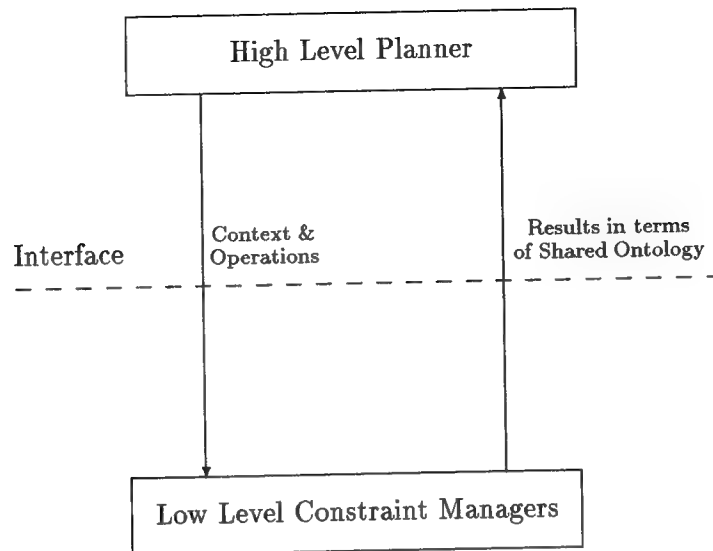 High Level Planner
Context &
Operations
Results in terms
of Shared Ontology
Interface
Low Level Constraint Managers